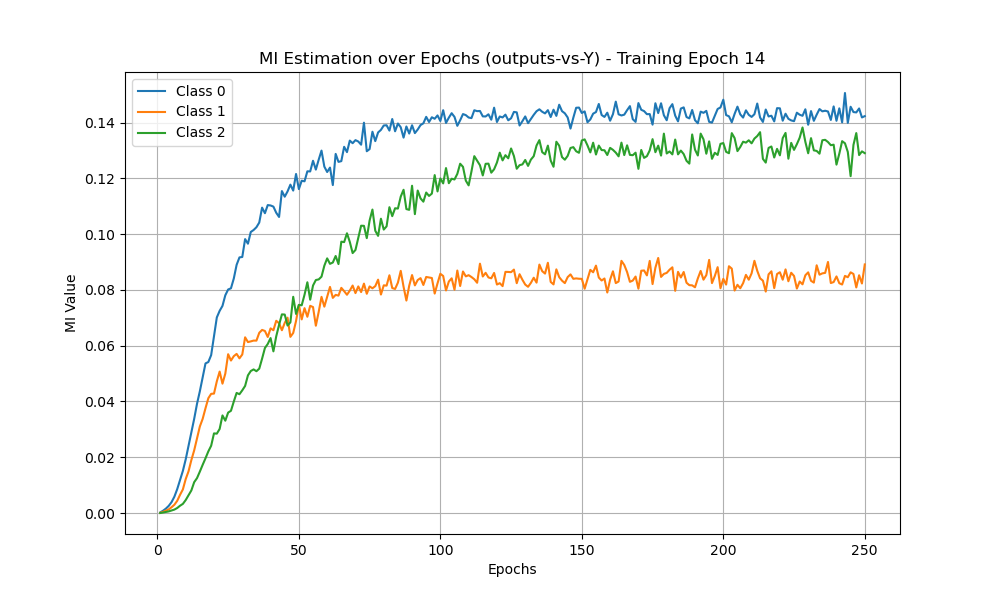 MI Estimation over Epochs (outputs-vs-Y) - Training Epoch 14
Class 0
Class 1
Class 2
MI Value
0.14
0.12
0.10
0.08
0.06
0.04
0.02
0.00
0 50 100 150 200 250
Epochs